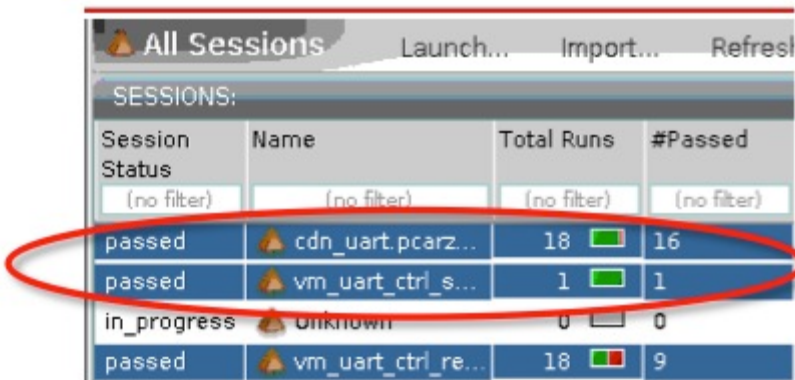 All Sessions Launch... Import... Refresh
SESSIONS:
Session Status Name Total Runs #Passed
(no filter) (no filter) (no filter) (no filter)
passed cdn_uart.pcarz... 18 16
passed vm_uart_ctrl_s... 1 1
in_progress Unknown 0 0
passed vm_uart_ctrl_re... 18 9